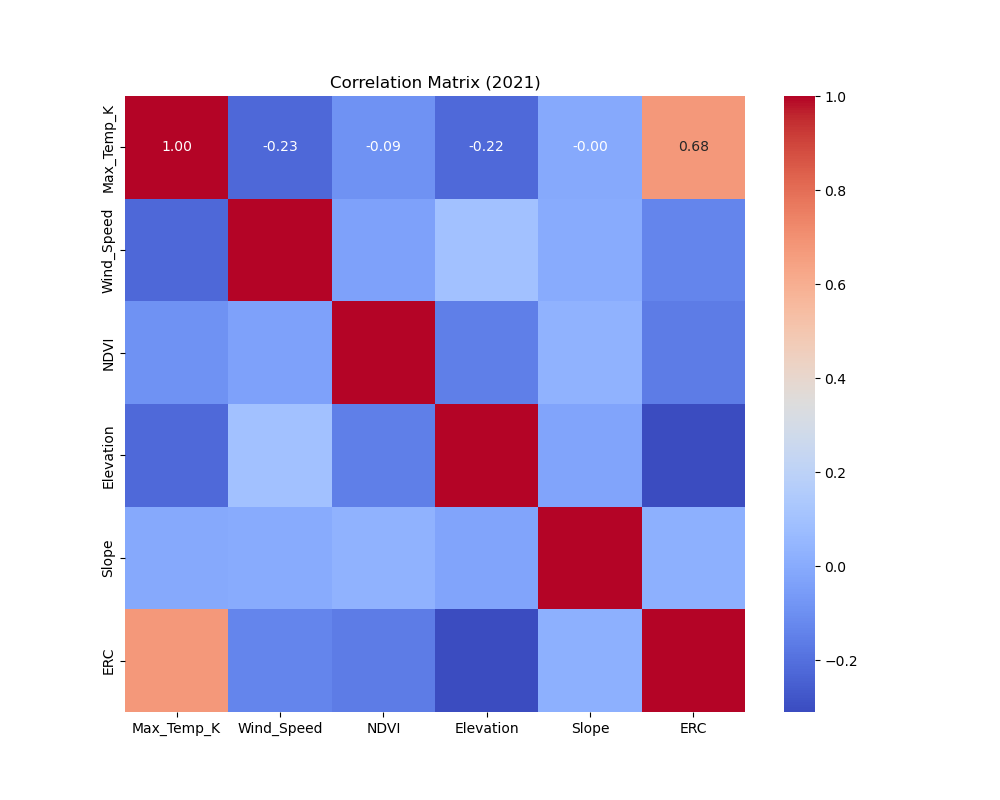 Correlation Matrix (2021)
Max_Temp_K
1.00 -0.23 -0.09 -0.22 -0.00 0.68
Wind_Speed
NDVI
Elevation
Slope
ERC
Max_Temp_K Wind_Speed NDVI Elevation Slope ERC
1.0
0.8
0.6
0.4
0.2
0.0
−0.2